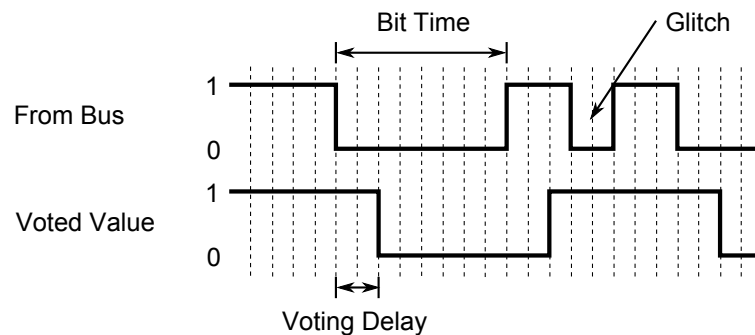 Bit Time
Glitch
1
From Bus
0
1
Voted Value
0
Voting Delay